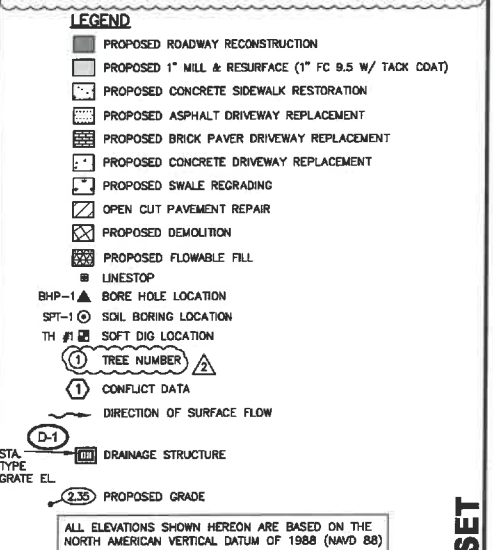 LEGEND
PROPOSED ROADWAY RECONSTRUCTION
PROPOSED 1" MILL & RESURFACE (1" FC 9.5 W/ TACK COAT)
PROPOSED CONCRETE SIDEWALK RESTORATION
PROPOSED ASPHALT DRIVEWAY REPLACEMENT
PROPOSED BRICK PAVER DRIVEWAY REPLACEMENT
PROPOSED CONCRETE DRIVEWAY REPLACEMENT
PROPOSED SWALE REGRADING
OPEN CUT PAVEMENT REPAIR
PROPOSED DEMOLITION
PROPOSED FLOWABLE FILL
LINESTOP
BHP-1 BORE HOLE LOCATION
SPT-1 SOIL BORING LOCATION
TH #1 SOFT DIG LOCATION
1 TREE NUMBER 2
1 CONFLICT DATA
DIRECTION OF SURFACE FLOW
D-1
STA.
TYPE
GRATE EL.
DRAINAGE STRUCTURE
2.35 PROPOSED GRADE
ALL ELEVATIONS SHOWN HEREON ARE BASED ON THE
NORTH AMERICAN VERTICAL DATUM OF 1988 (NAVD 88)
SET